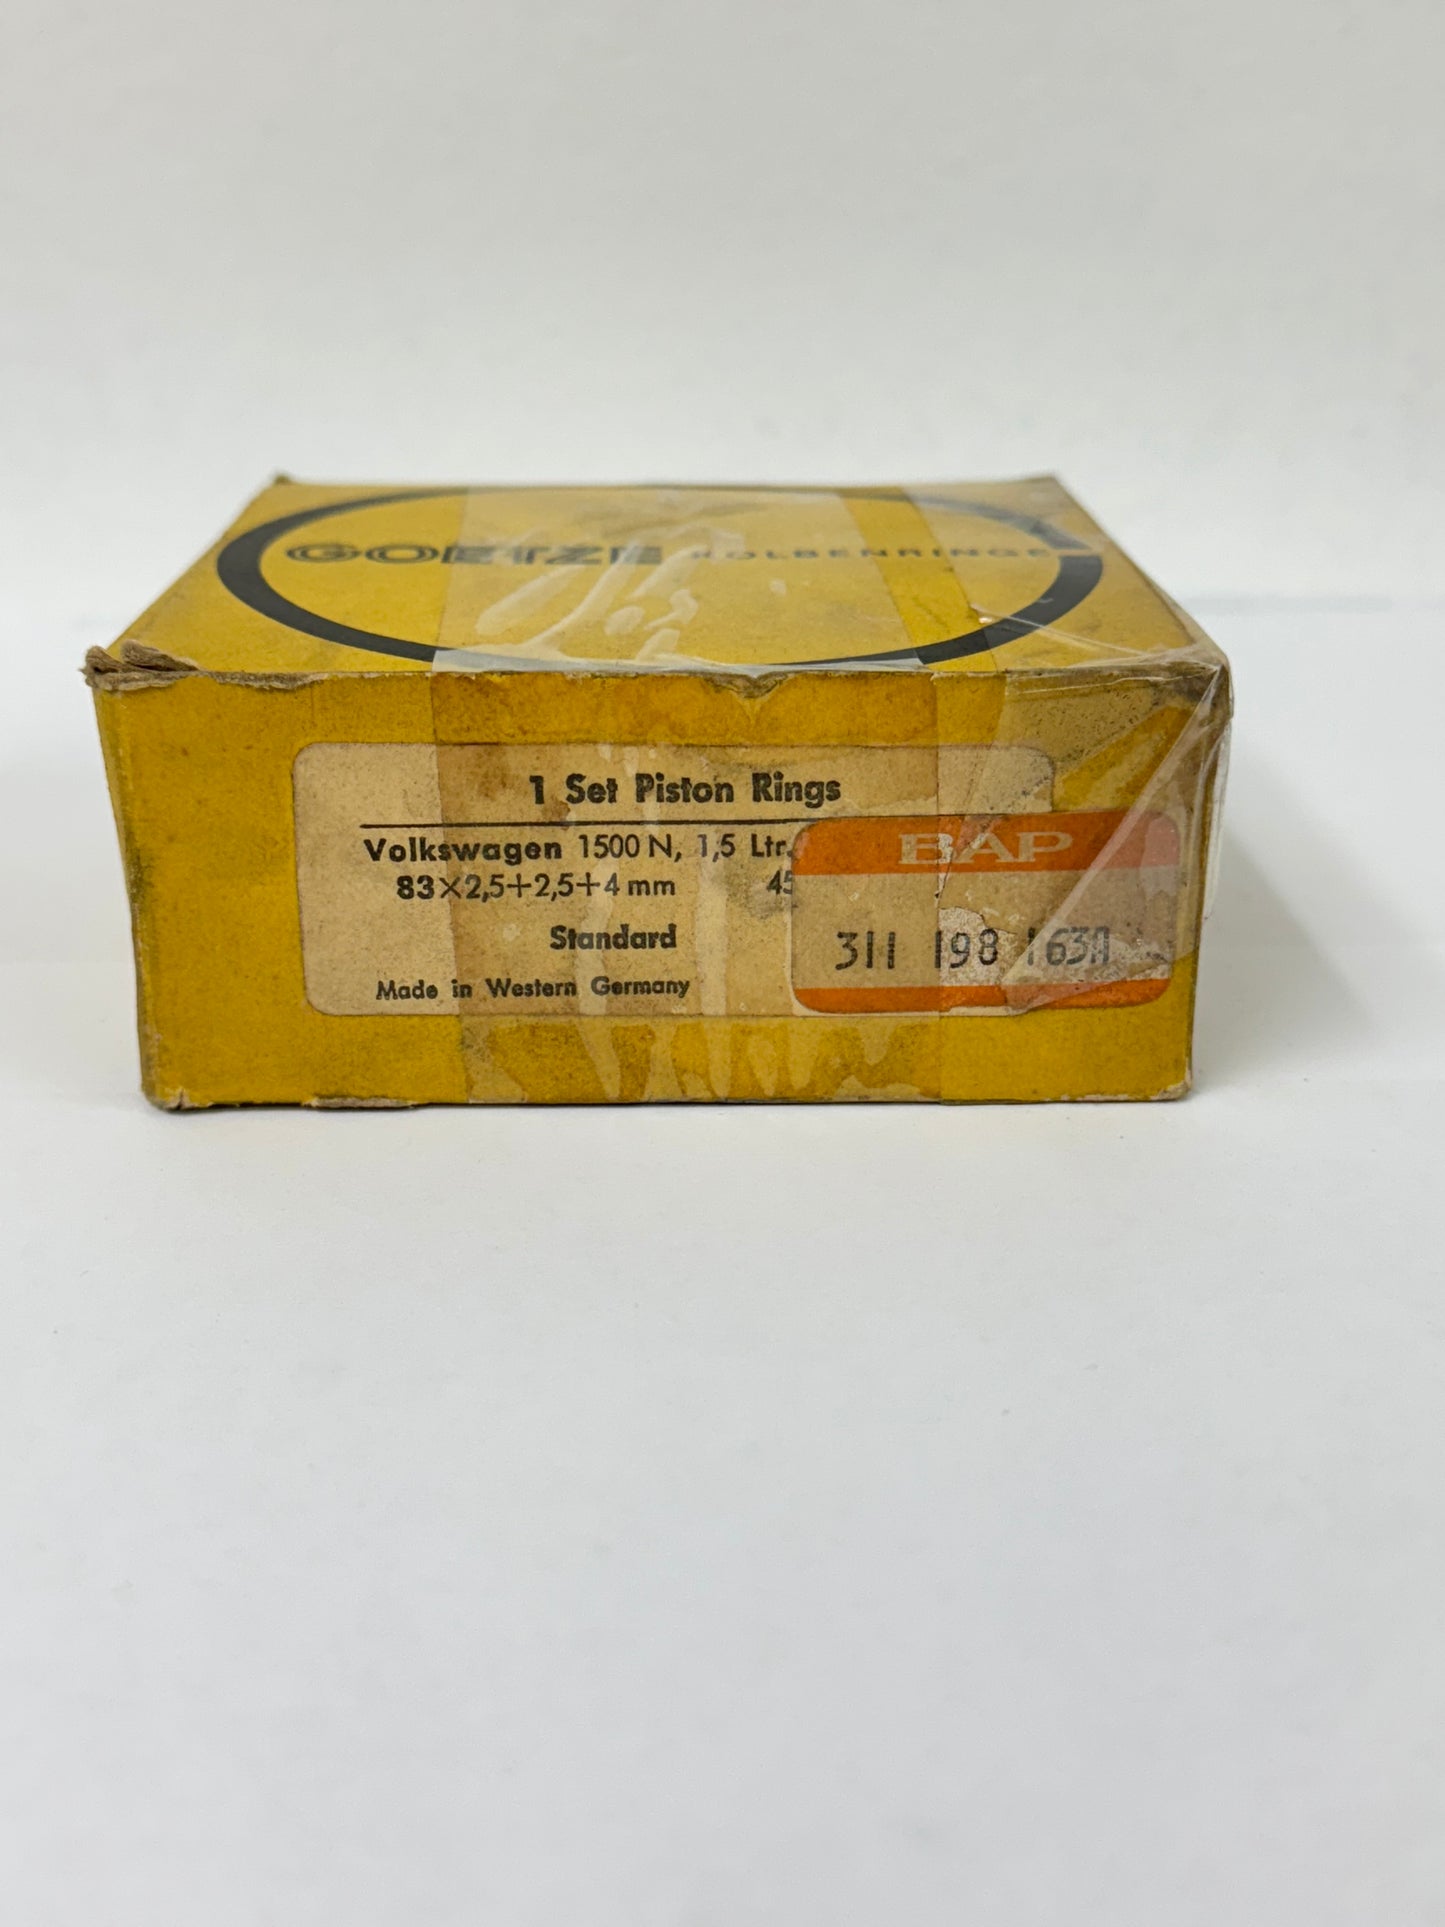 GOETZE KOLBENRINGE
1 Set Piston Rings
Volkswagen 1500 N, 1,5 Ltr.
83×2,5+2,5+4 mm 45
Standard
Made in Western Germany
BAP
311 198 163A